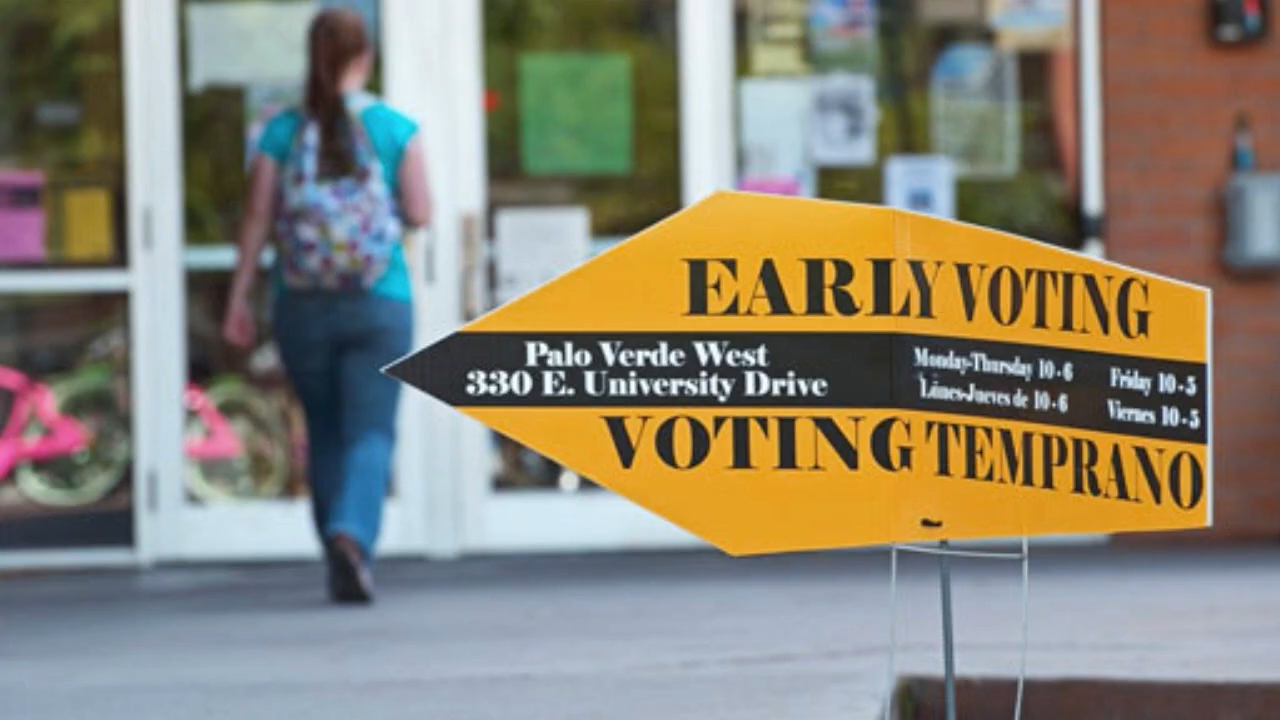 EARLY VOTING
Palo Verde West
330 E. University Drive
Monday-Thursday 10-6
Lúnes-Jueves de 10-6
Friday 10-5
Viernes 10-5
VOTING TEMPRANO